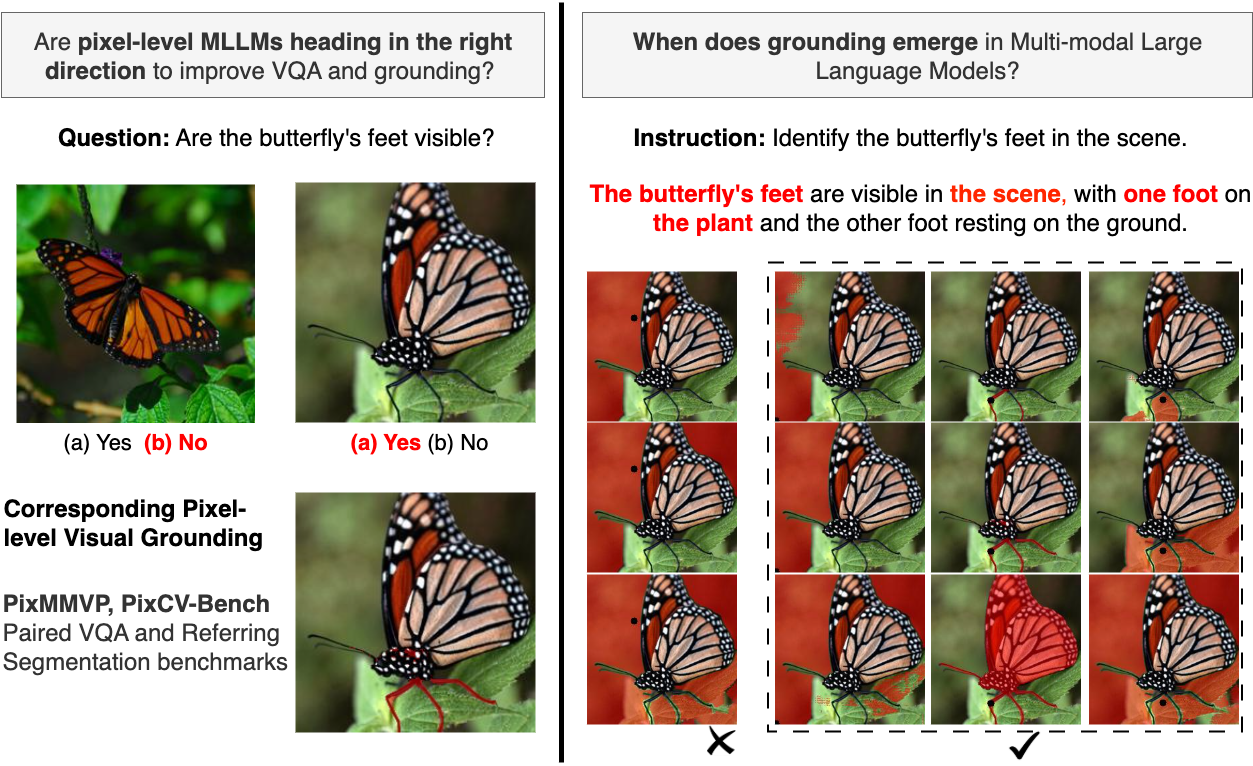 Are pixel-level MLLMs heading in the right
direction to improve VQA and grounding?
Question: Are the butterfly's feet visible?
(a) Yes (b) No
(a) Yes (b) No
Corresponding Pixel-
level Visual Grounding
PixMMVP, PixCV-Bench
Paired VQA and Referring
Segmentation benchmarks
When does grounding emerge in Multi-modal Large
Language Models?
Instruction: Identify the butterfly's feet in the scene.
The butterfly's feet are visible in the scene, with one foot on
the plant and the other foot resting on the ground.